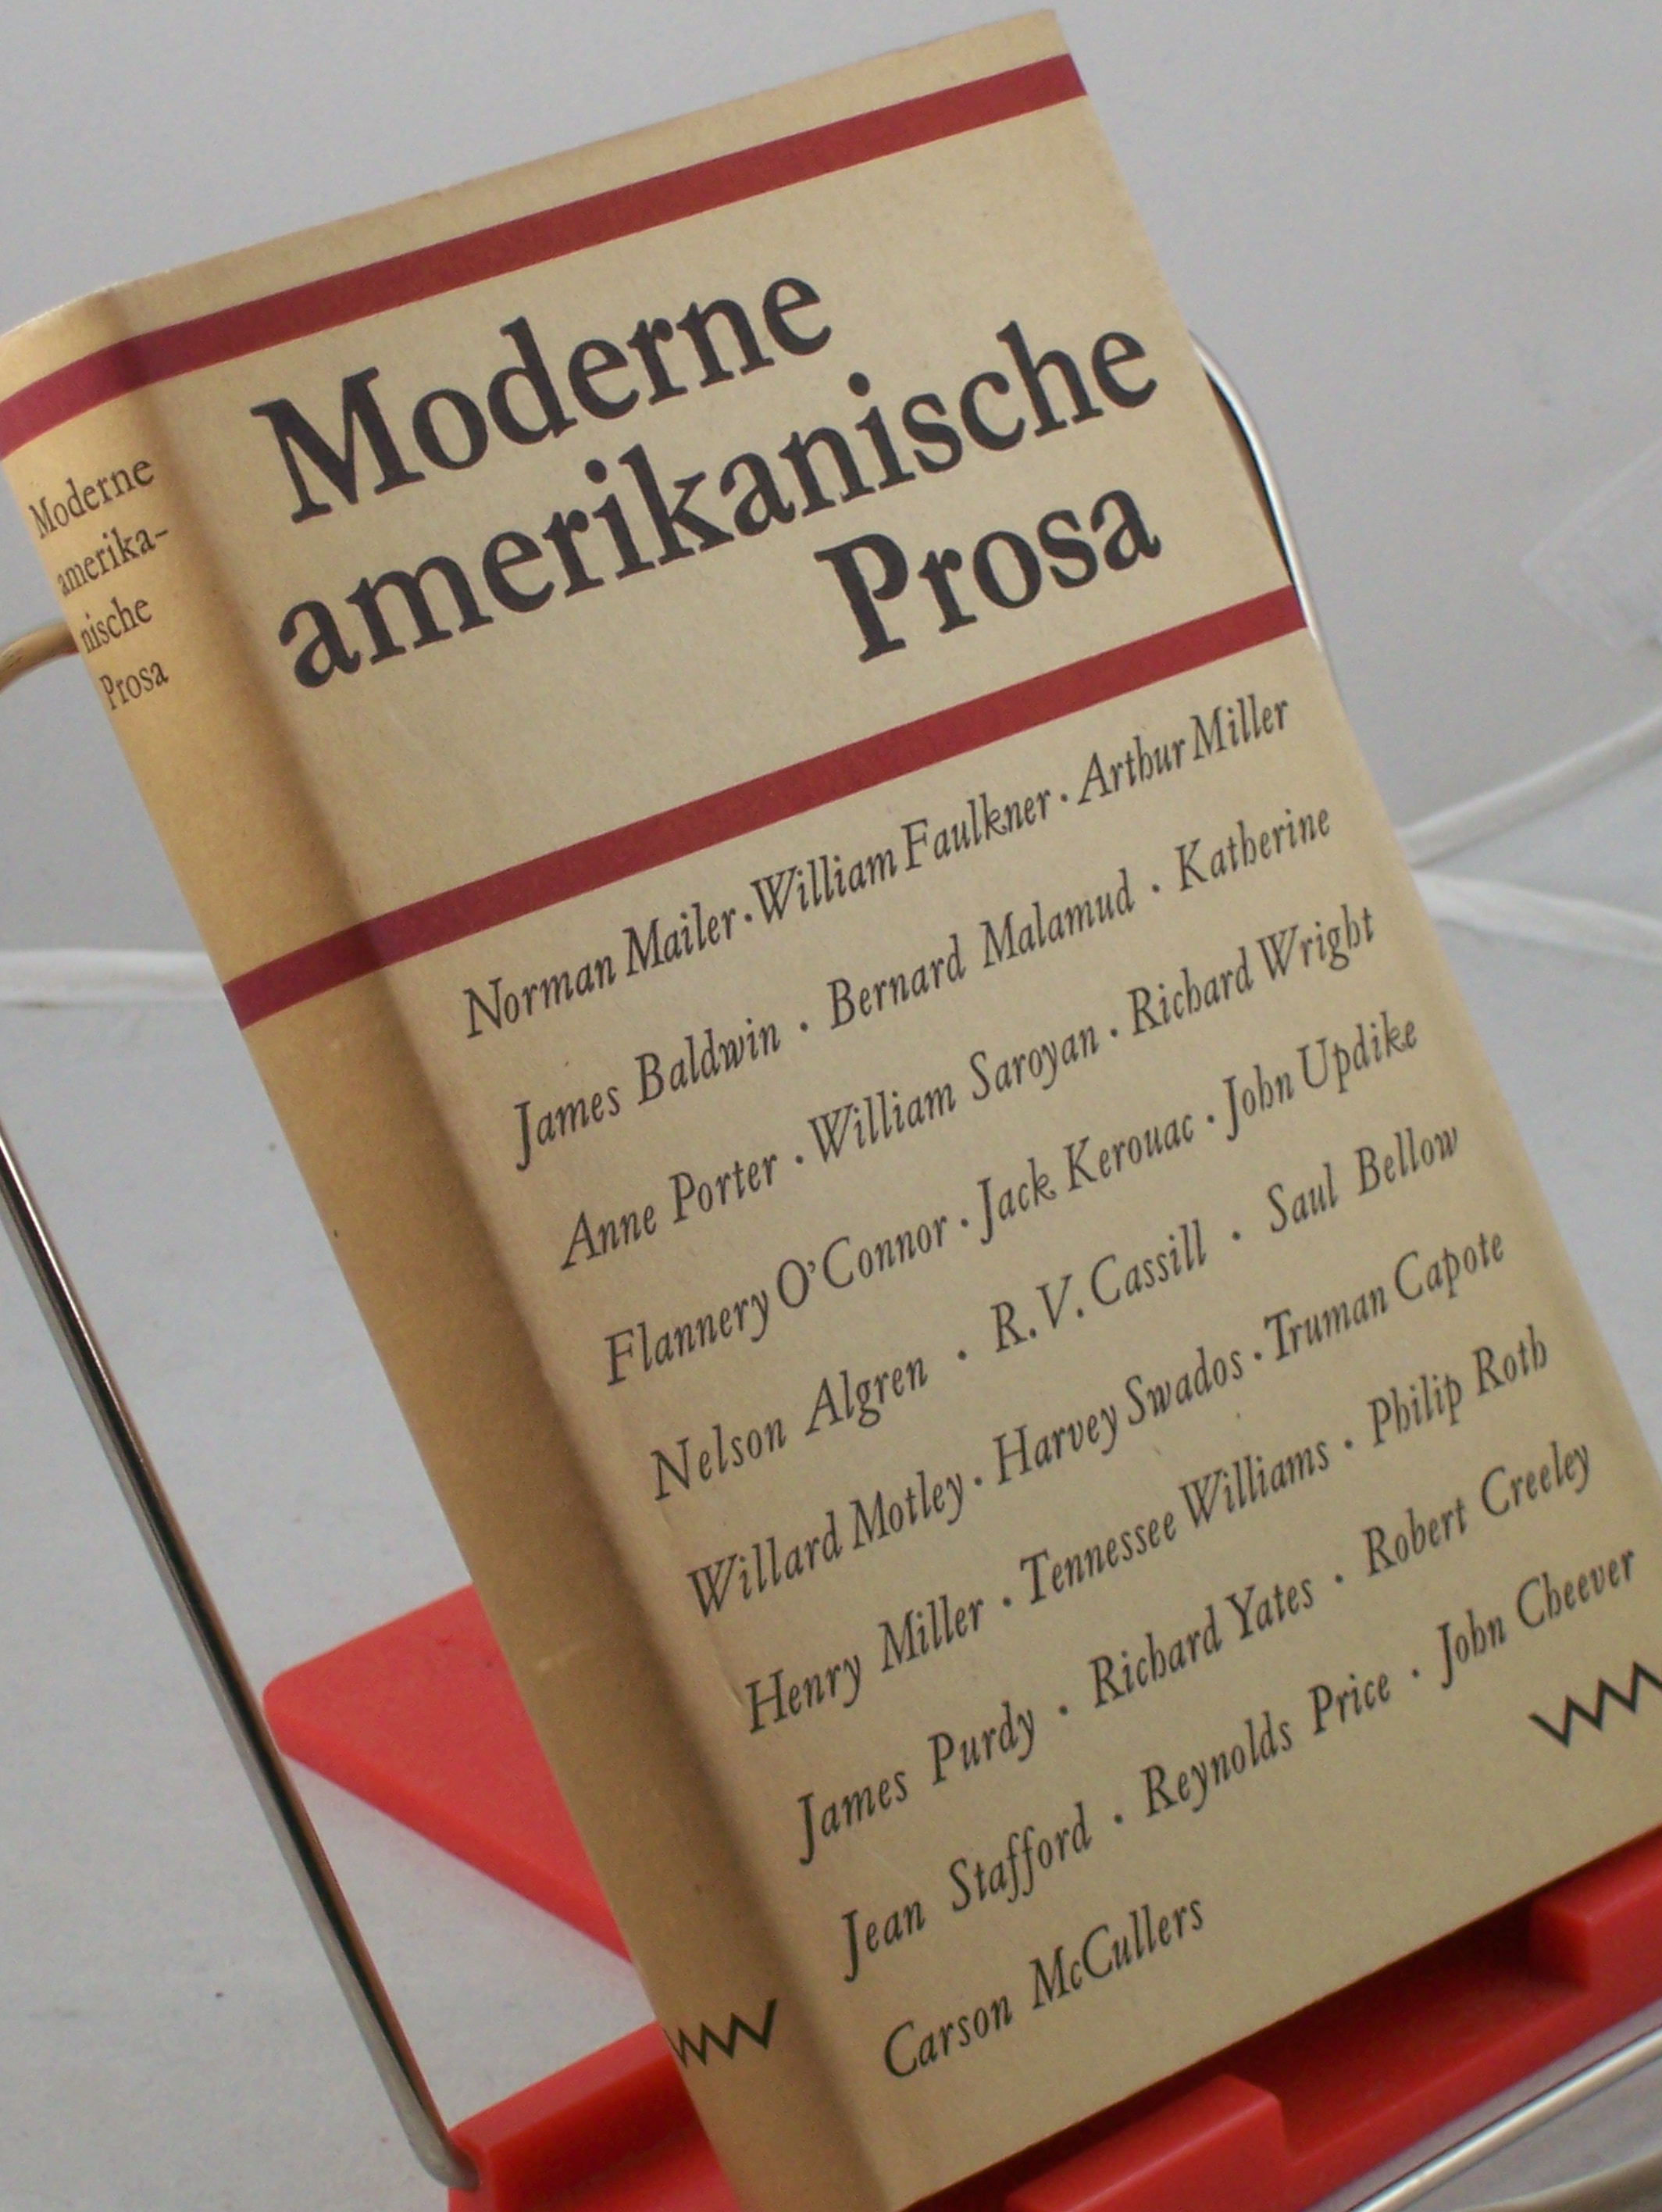 Moderne
amerika-
nische
Prosa
Moderne
amerikanische
Prosa
Norman Mailer · William Faulkner · Arthur Miller
James Baldwin · Bernard Malamud · Katherine
Anne Porter · William Saroyan · Richard Wright
Flannery O'Connor · Jack Kerouac · John Updike
Nelson Algren · R. V. Cassill · Saul Bellow
Willard Motley · Harvey Swados · Truman Capote
Henry Miller · Tennessee Williams · Philip Roth
James Purdy · Richard Yates · Robert Creeley
Jean Stafford · Reynolds Price · John Cheever
Carson McCullers